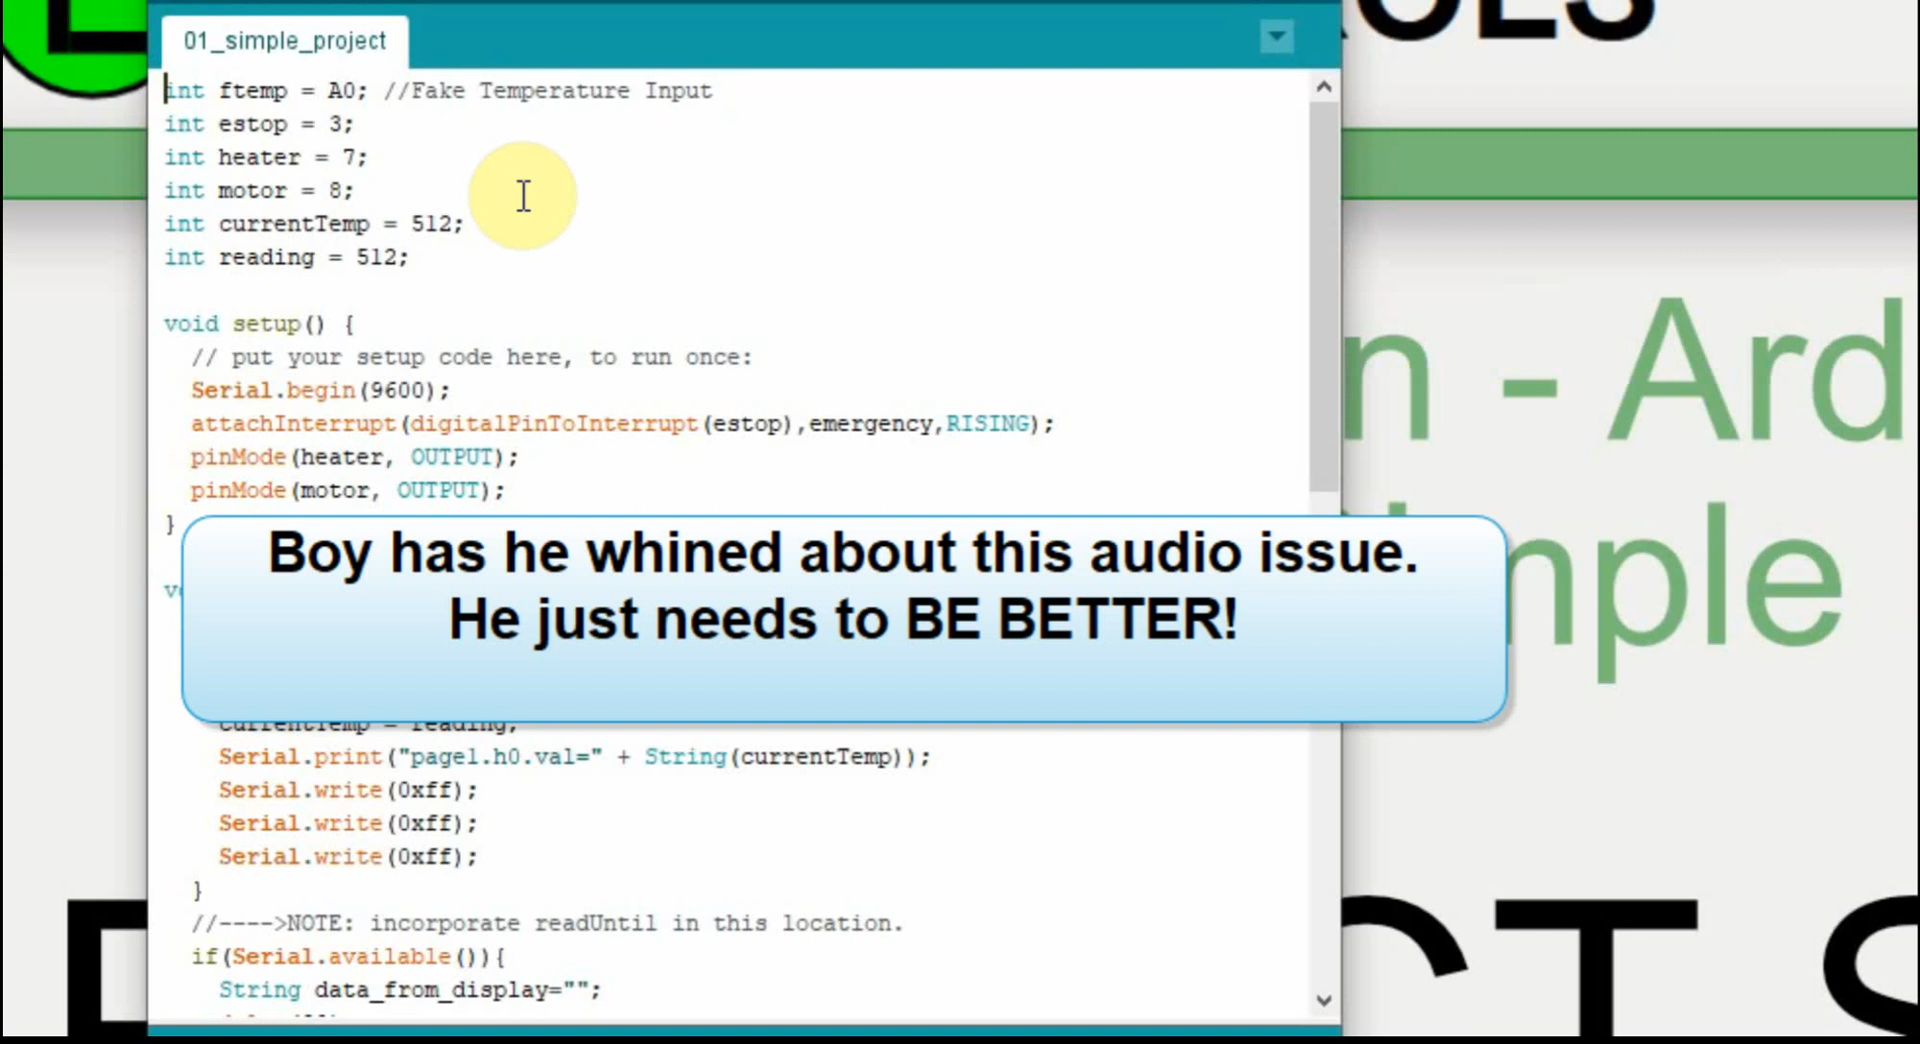 01_simple_project
int ftemp = A0; //Fake Temperature Input
int estop = 3;
int heater = 7;
int motor = 8;
int currentTemp = 512;
int reading = 512;
void setup() {
// put your setup code here, to run once:
Serial.begin(9600);
attachInterrupt(digitalPinToInterrupt(estop),emergency,RISING);
pinMode(heater, OUTPUT);
pinMode(motor, OUTPUT);
}
Boy has he whined about this audio issue.
He just needs to BE BETTER!
currentTemp = reading;
Serial.print("page1.h0.val=" + String(currentTemp));
Serial.write(0xff);
Serial.write(0xff);
Serial.write(0xff);
}
//---->NOTE: incorporate readUntil in this location.
if(Serial.available()){
String data_from_display="";
n - Ard
mple
CT S